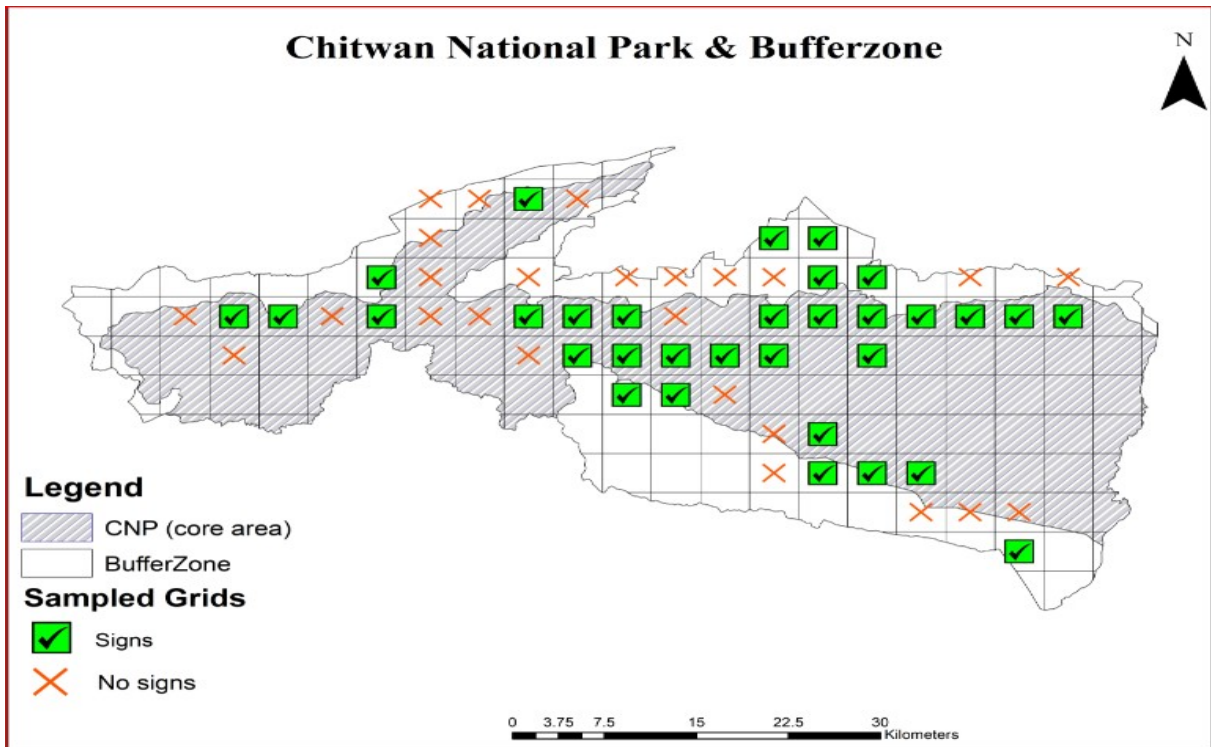 Chitwan National Park & Bufferzone
N
Legend
CNP (core area)
BufferZone
Sampled Grids
Signs
No signs
0 3.75 7.5 15 22.5 30
Kilometers